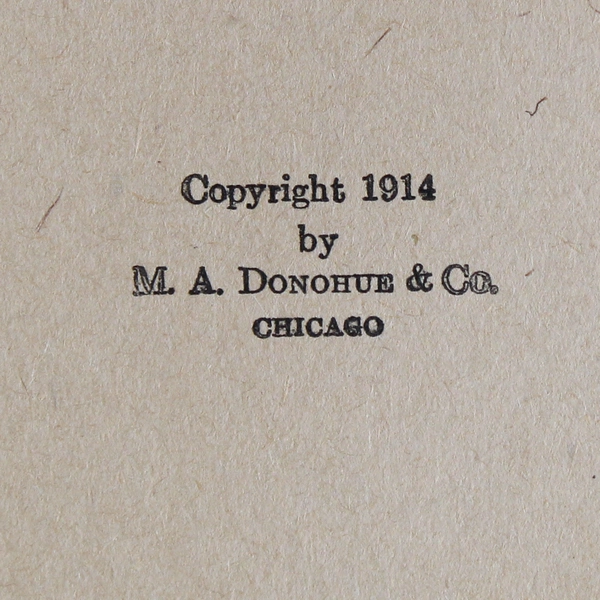 Copyright 1914
by
M. A. DONOHUE & Co.
CHICAGO